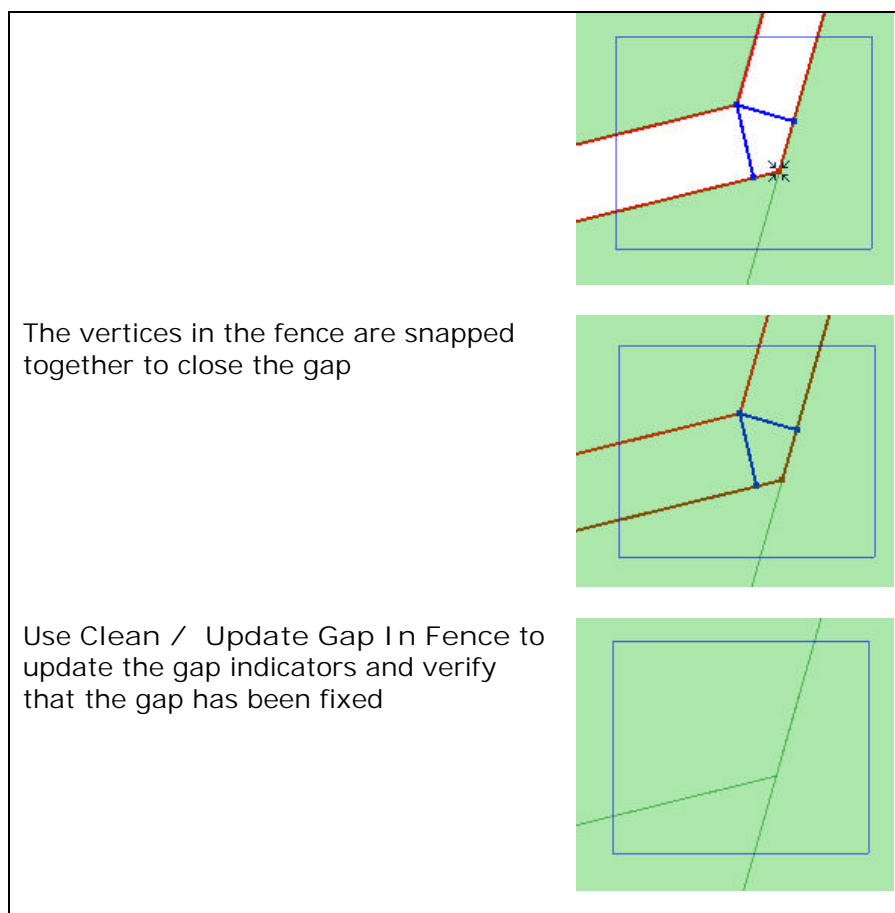 The vertices in the fence are snapped
together to close the gap
Use Clean / Update Gap In Fence to
update the gap indicators and verify
that the gap has been fixed